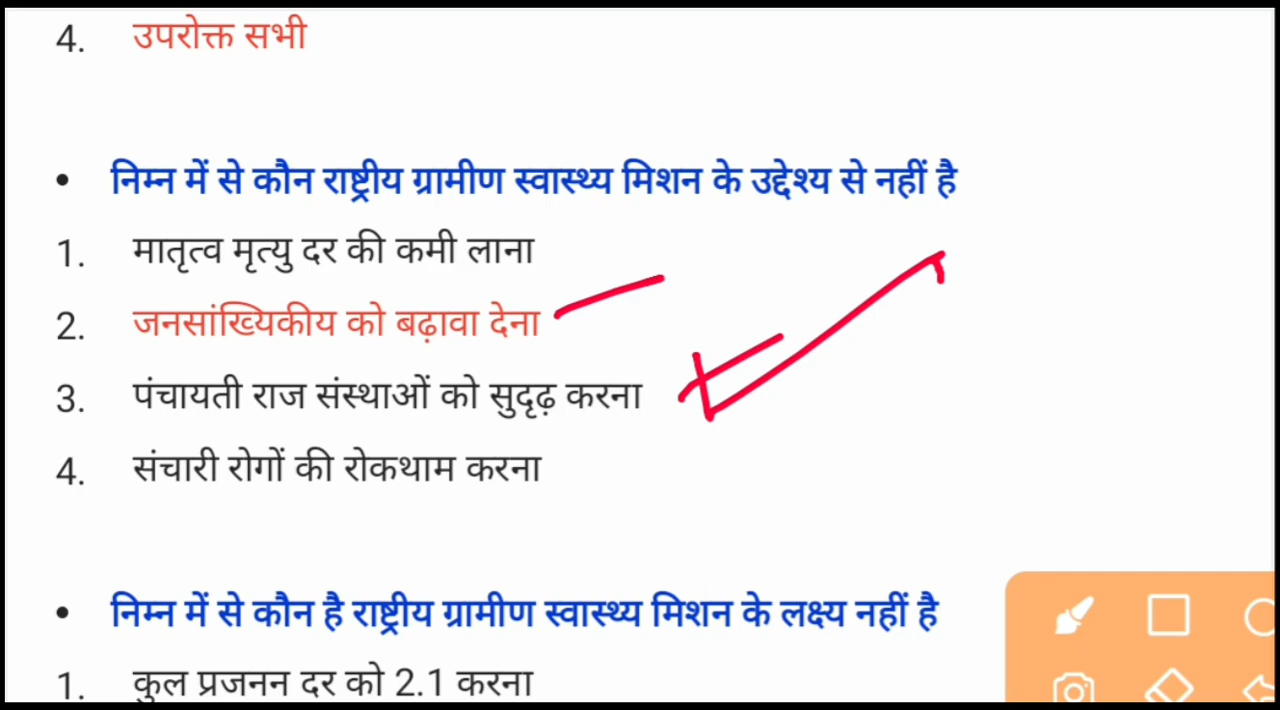 4. उपरोक्त सभी
• निम्न में से कौन राष्ट्रीय ग्रामीण स्वास्थ्य मिशन के उद्देश्य से नहीं है
1. मातृत्व मृत्यु दर की कमी लाना
2. जनसांख्यिकीय को बढ़ावा देना
3. पंचायती राज संस्थाओं को सुदृढ़ करना
4. संचारी रोगों की रोकथाम करना
• निम्न में से कौन है राष्ट्रीय ग्रामीण स्वास्थ्य मिशन के लक्ष्य नहीं है
1. कुल प्रजनन दर को 2.1 करना